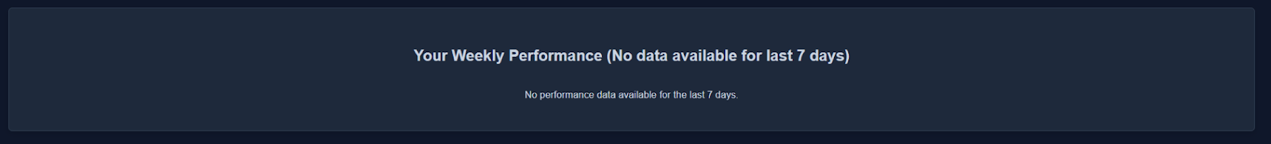 Your Weekly Performance (No data available for last 7 days)
No performance data available for the last 7 days.